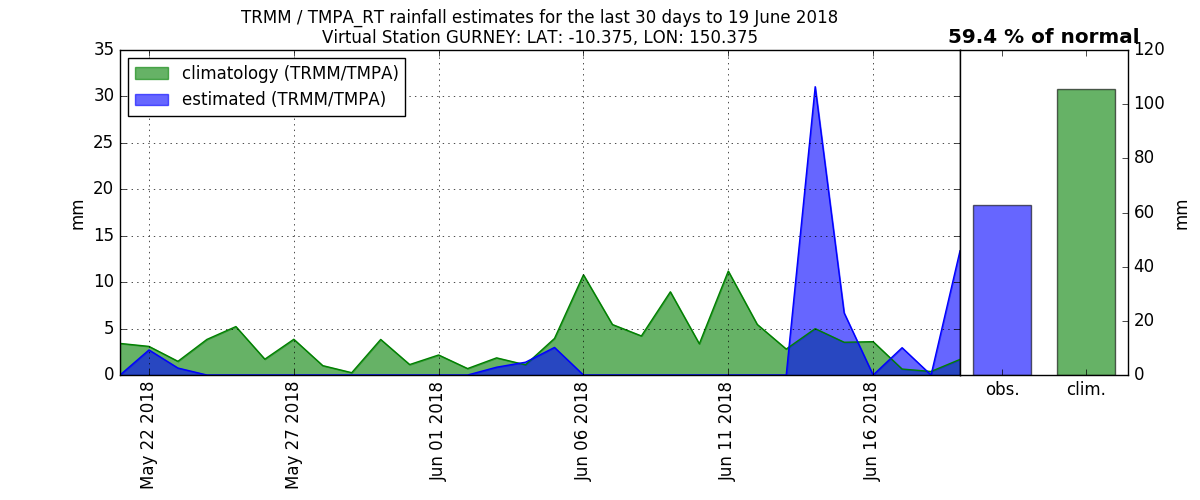 TRMM / TMPA_RT rainfall estimates for the last 30 days to 19 June 2018
Virtual Station GURNEY: LAT: -10.375, LON: 150.375
59.4 % of normal
climatology (TRMM/TMPA)
estimated (TRMM/TMPA)
35
30
25
20
15
10
5
0
mm
May 22 2018
May 27 2018
Jun 01 2018
Jun 06 2018
Jun 11 2018
Jun 16 2018
obs.
clim.
120
100
80
60
40
20
0
mm